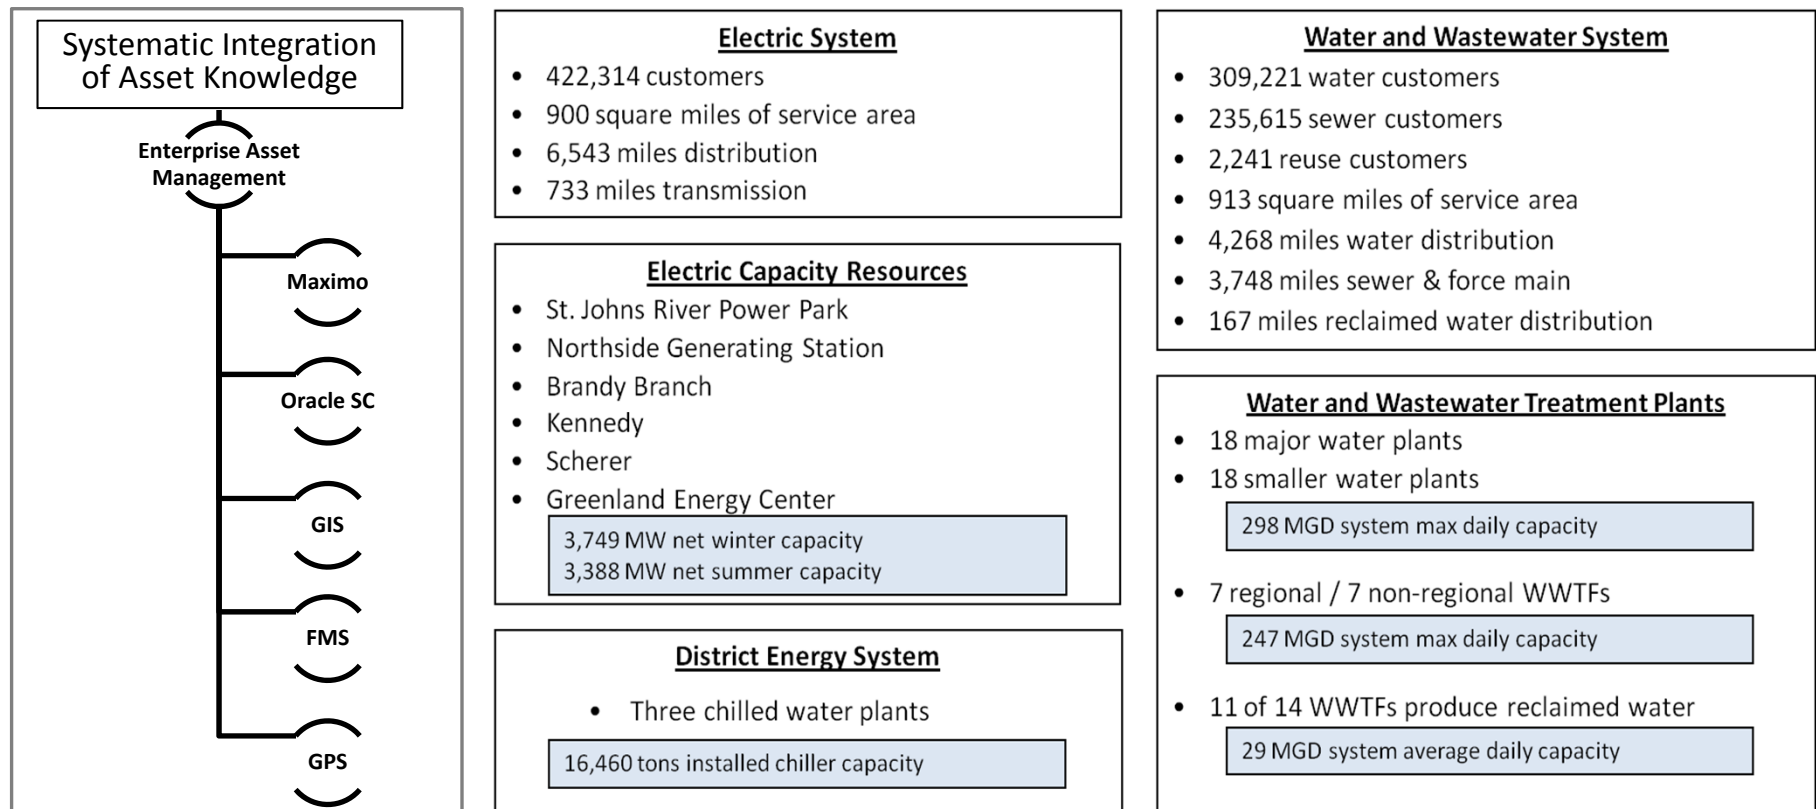 Systematic Integration
of Asset Knowledge
Enterprise Asset
Management
Maximo
Oracle SC
GIS
FMS
GPS
Electric System
• 422,314 customers
• 900 square miles of service area
• 6,543 miles distribution
• 733 miles transmission
Electric Capacity Resources
• St. Johns River Power Park
• Northside Generating Station
• Brandy Branch
• Kennedy
• Scherer
• Greenland Energy Center
3,749 MW net winter capacity
3,388 MW net summer capacity
District Energy System
• Three chilled water plants
16,460 tons installed chiller capacity
Water and Wastewater System
• 309,221 water customers
• 235,615 sewer customers
• 2,241 reuse customers
• 913 square miles of service area
• 4,268 miles water distribution
• 3,748 miles sewer & force main
• 167 miles reclaimed water distribution
Water and Wastewater Treatment Plants
• 18 major water plants
• 18 smaller water plants
298 MGD system max daily capacity
• 7 regional / 7 non-regional WWTFs
247 MGD system max daily capacity
• 11 of 14 WWTFs produce reclaimed water
29 MGD system average daily capacity